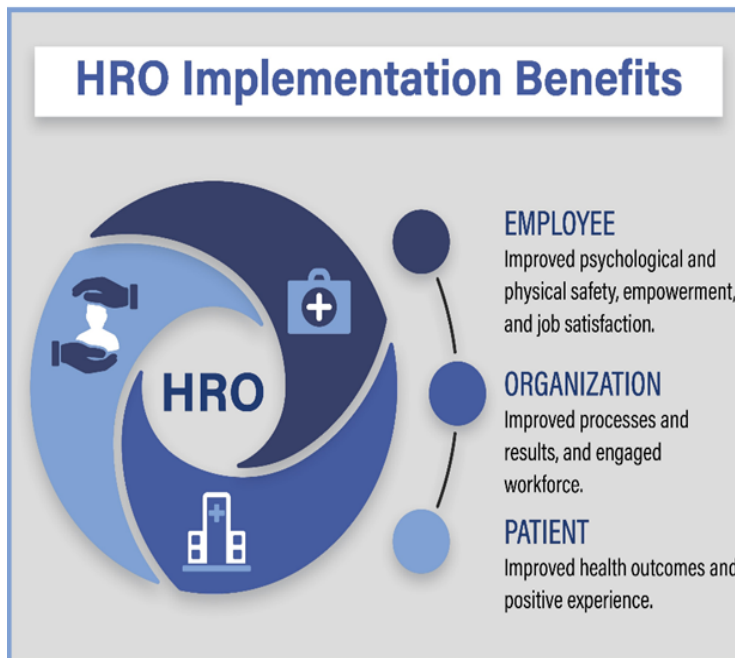 HRO Implementation Benefits
HRO
EMPLOYEE
Improved psychological and
physical safety, empowerment,
and job satisfaction.
ORGANIZATION
Improved processes and
results, and engaged
workforce.
PATIENT
Improved health outcomes and
positive experience.